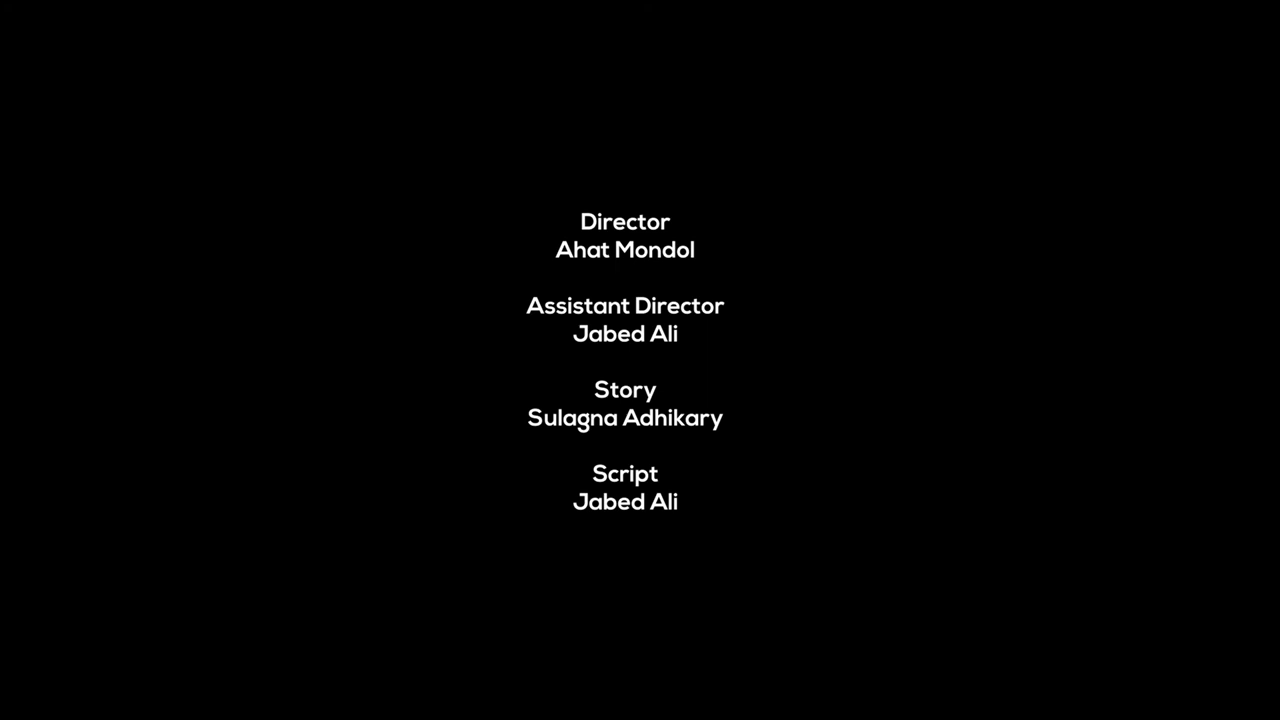 Director
Ahat Mondol
Assistant Director
Jabed Ali
Story
Sulagna Adhikary
Script
Jabed Ali